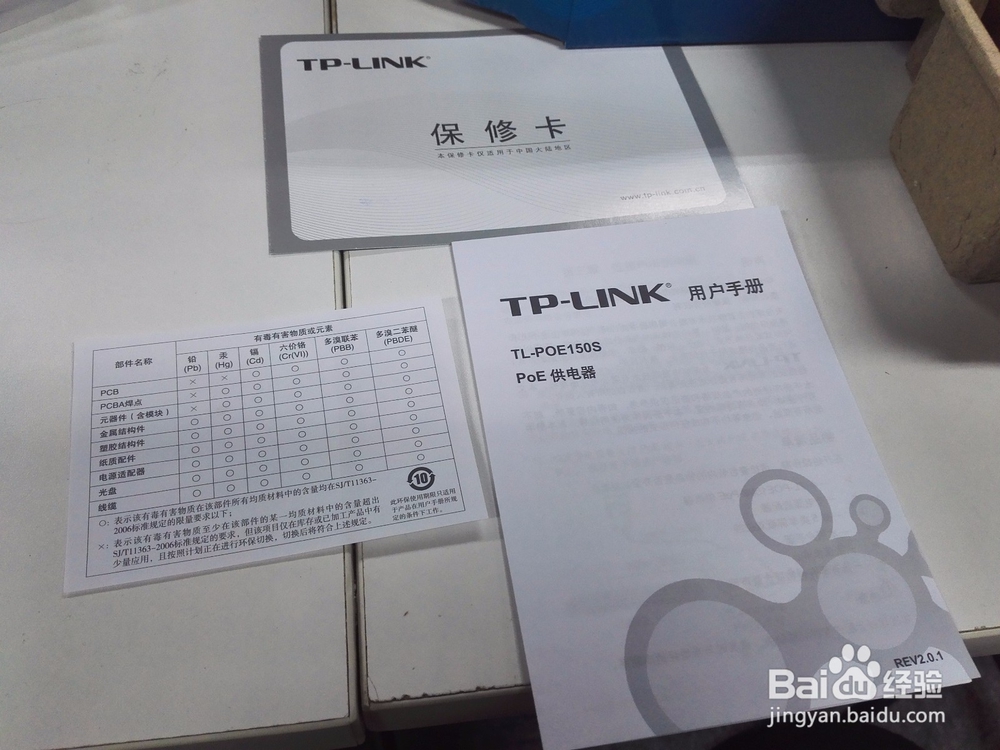 TP-LINK®
保修卡
本保修卡仅适用于中国大陆地区
www.tp-link.com.cn
TP-LINK® 用户手册
TL-POE150S
PoE 供电器
REV2.0.1
部件名称 有毒有害物质或元素
铅(Pb) 汞(Hg) 镉(Cd) 六价铬(Cr(VI)) 多溴联苯(PBB) 多溴二苯醚(PBDE)
PCB
PCBA焊点
元器件（含模块）
金属结构件
塑胶结构件
纸质配件
电源适配器
光盘
线缆
○：表示该有毒有害物质在该部件所有均质材料中的含量均在SJ/T11363-
2006标准规定的限量要求以下；
×：表示该有毒有害物质至少在该部件的某一均质材料中的含量超出
SJ/T11363-2006标准规定的要求，但该项目仅在库存或已加工产品中有
少量应用，且按照计划正在进行环保切换，切换后将符合上述规定。
10
此环保使用期限只适用
于产品在用户手册所规
定的条件下工作。
Baidu经验
jingyan.baidu.com